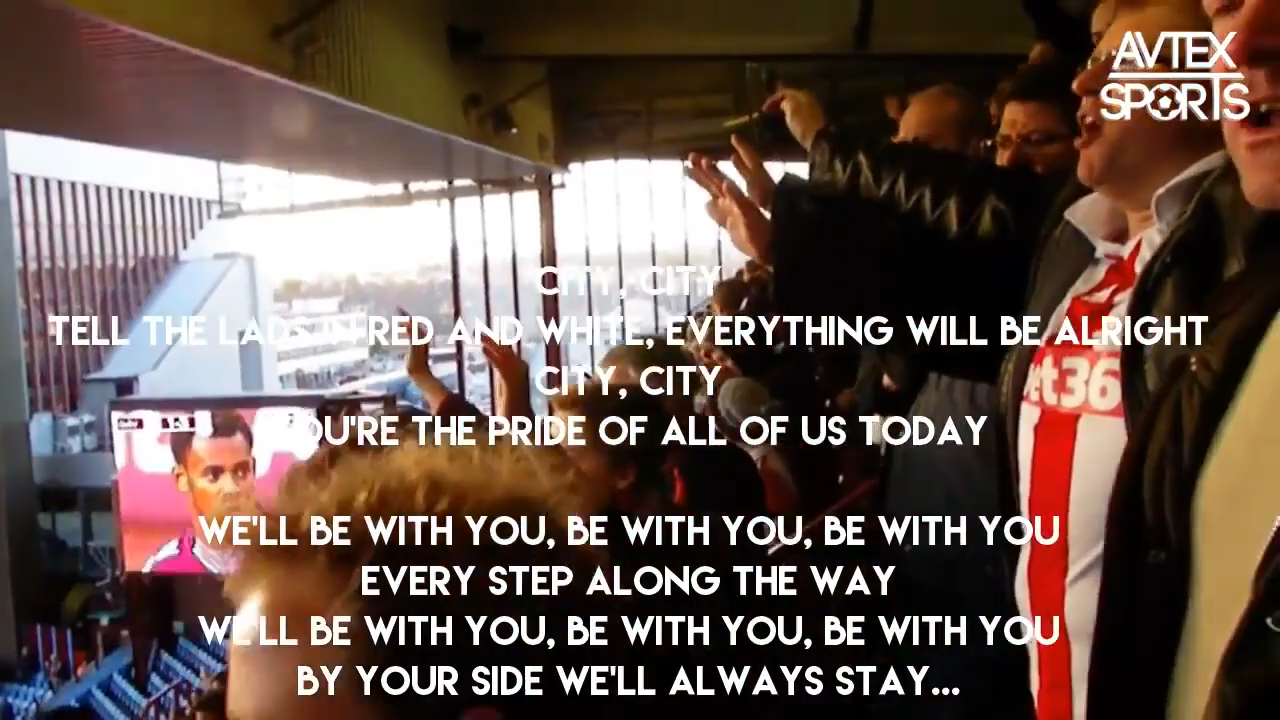 AVTEX
SPORTS
CITY, CITY
TELL THE LADS IN RED AND WHITE, EVERYTHING WILL BE ALRIGHT
CITY, CITY
YOU'RE THE PRIDE OF ALL OF US TODAY
WE'LL BE WITH YOU, BE WITH YOU, BE WITH YOU
EVERY STEP ALONG THE WAY
WE'LL BE WITH YOU, BE WITH YOU, BE WITH YOU
BY YOUR SIDE WE'LL ALWAYS STAY...
et36